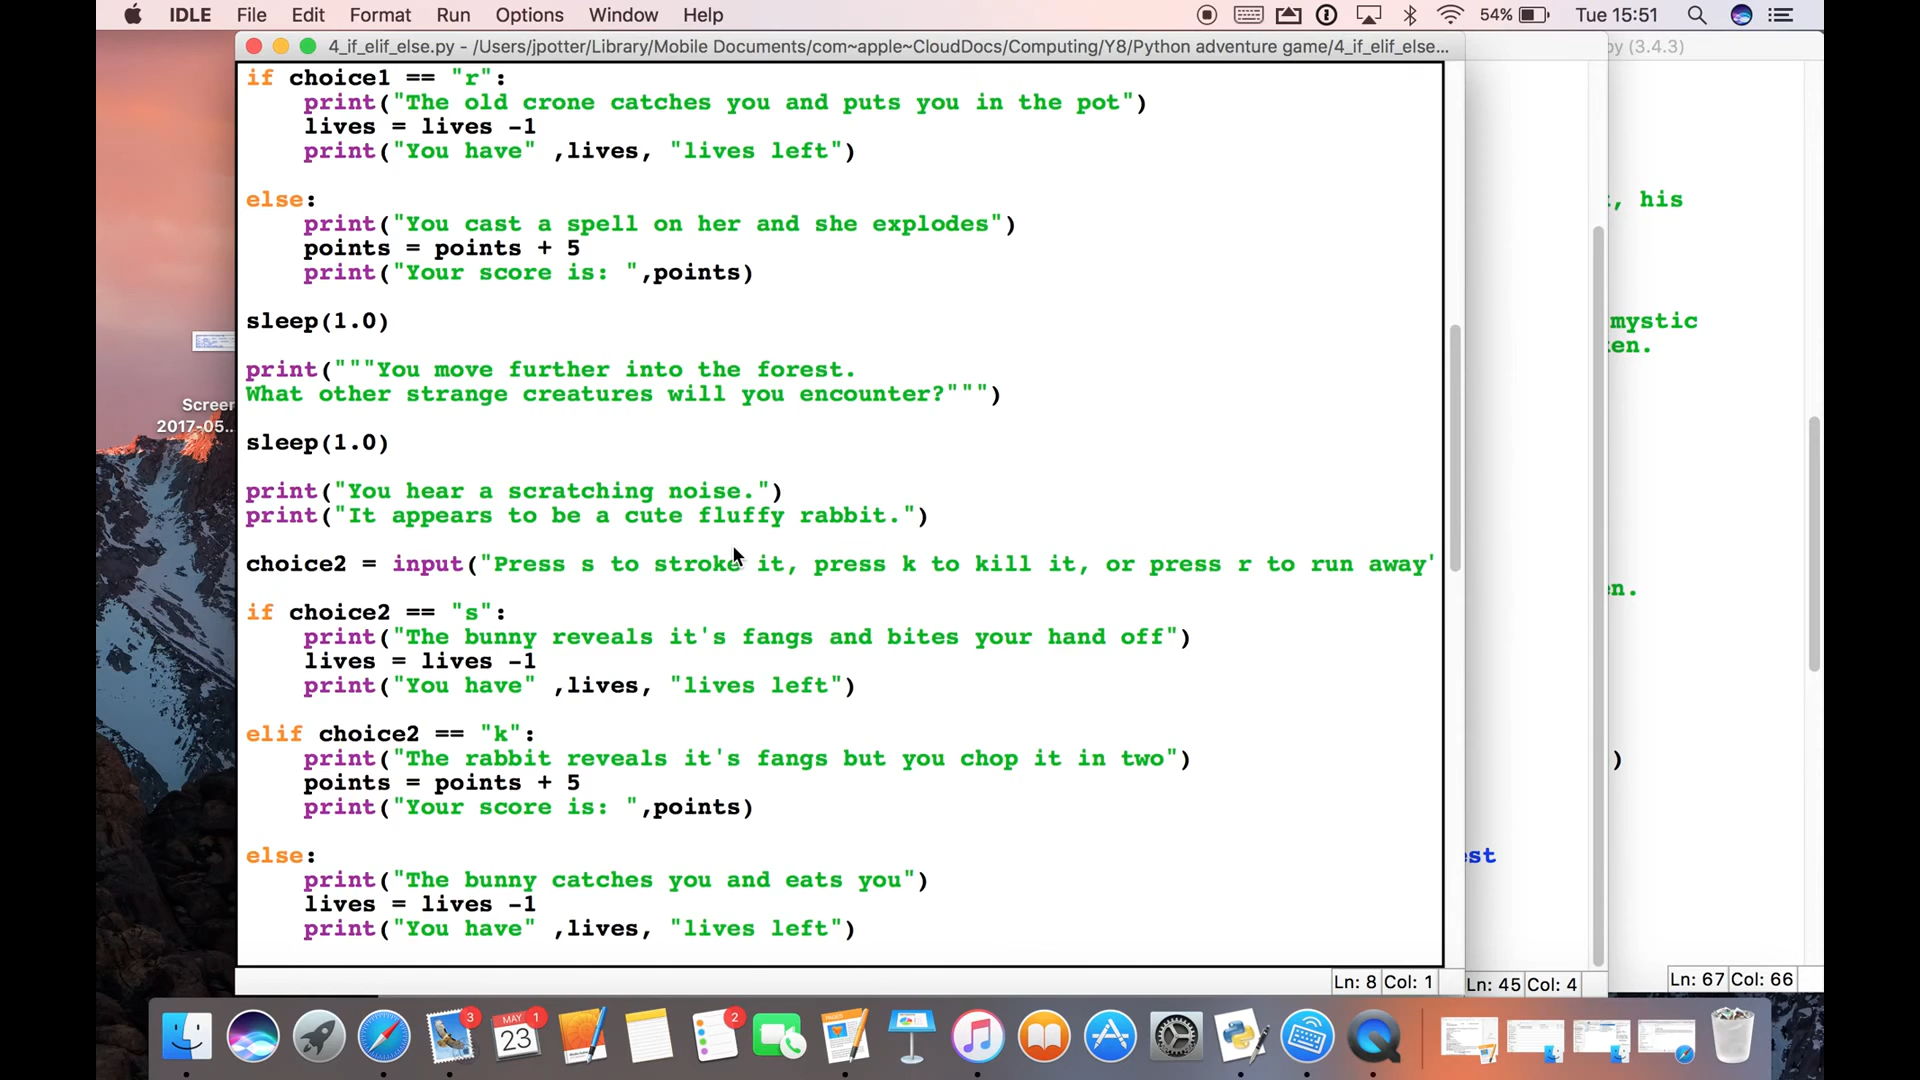 IDLE File Edit Format Run Options Window Help 54% Tue 15:51
4_if_elif_else.py - /Users/jpotter/Library/Mobile Documents/com~apple~CloudDocs/Computing/Y8/Python adventure game/4_if_elif_else...
py (3.4.3)
if choice1 == "r":
    print("The old crone catches you and puts you in the pot")
    lives = lives -1
    print("You have" ,lives, "lives left")
else:
    print("You cast a spell on her and she explodes")
    points = points + 5
    print("Your score is: ",points)
sleep(1.0)
print("""You move further into the forest.
What other strange creatures will you encounter?""")
sleep(1.0)
print("You hear a scratching noise.")
print("It appears to be a cute fluffy rabbit.")
choice2 = input("Press s to stroke it, press k to kill it, or press r to run away'
if choice2 == "s":
    print("The bunny reveals it's fangs and bites your hand off")
    lives = lives -1
    print("You have" ,lives, "lives left")
elif choice2 == "k":
    print("The rabbit reveals it's fangs but you chop it in two")
    points = points + 5
    print("Your score is: ",points)
else:
    print("The bunny catches you and eats you")
    lives = lives -1
    print("You have" ,lives, "lives left")
, his
mystic
en.
n.
)
st
Screen
2017-05...
Ln: 8 Col: 1
Ln: 45 Col: 4
Ln: 67 Col: 66
3
MAY
23
1
2
PAGES